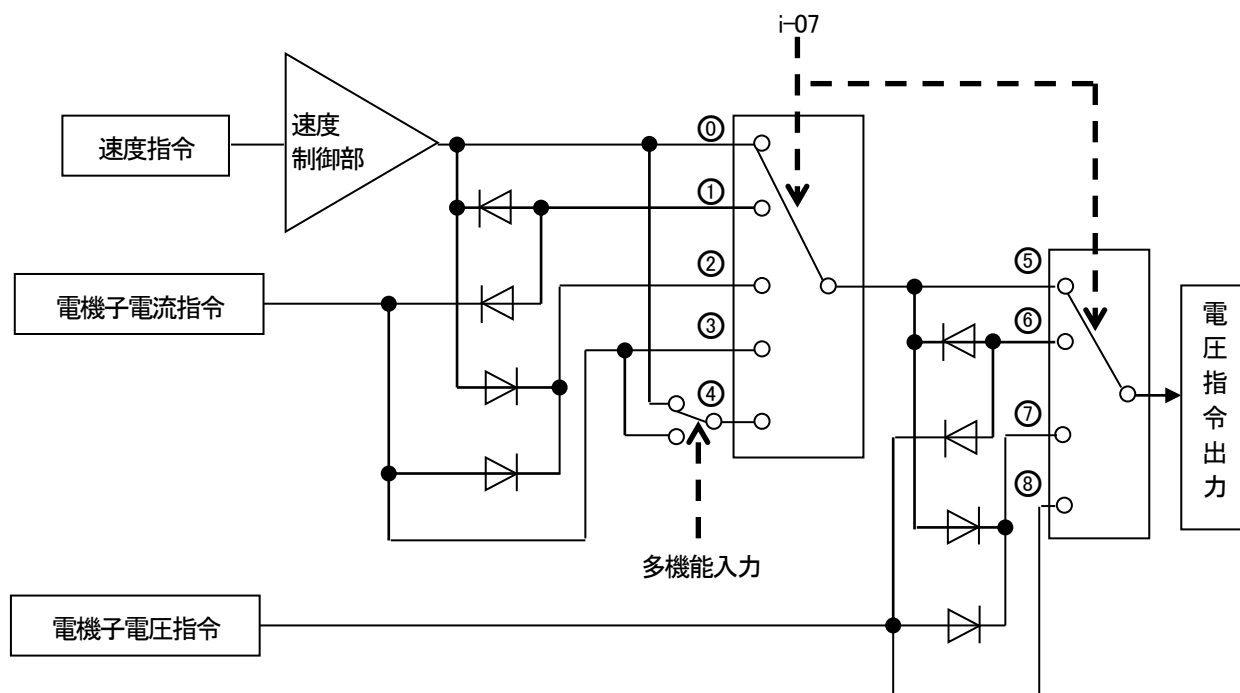 i-07
速度指令
速度
制御部
⓪
①
電機子電流指令
②
③
④
多機能入力
⑤
⑥
⑦
⑧
電圧指令出力
電機子電圧指令